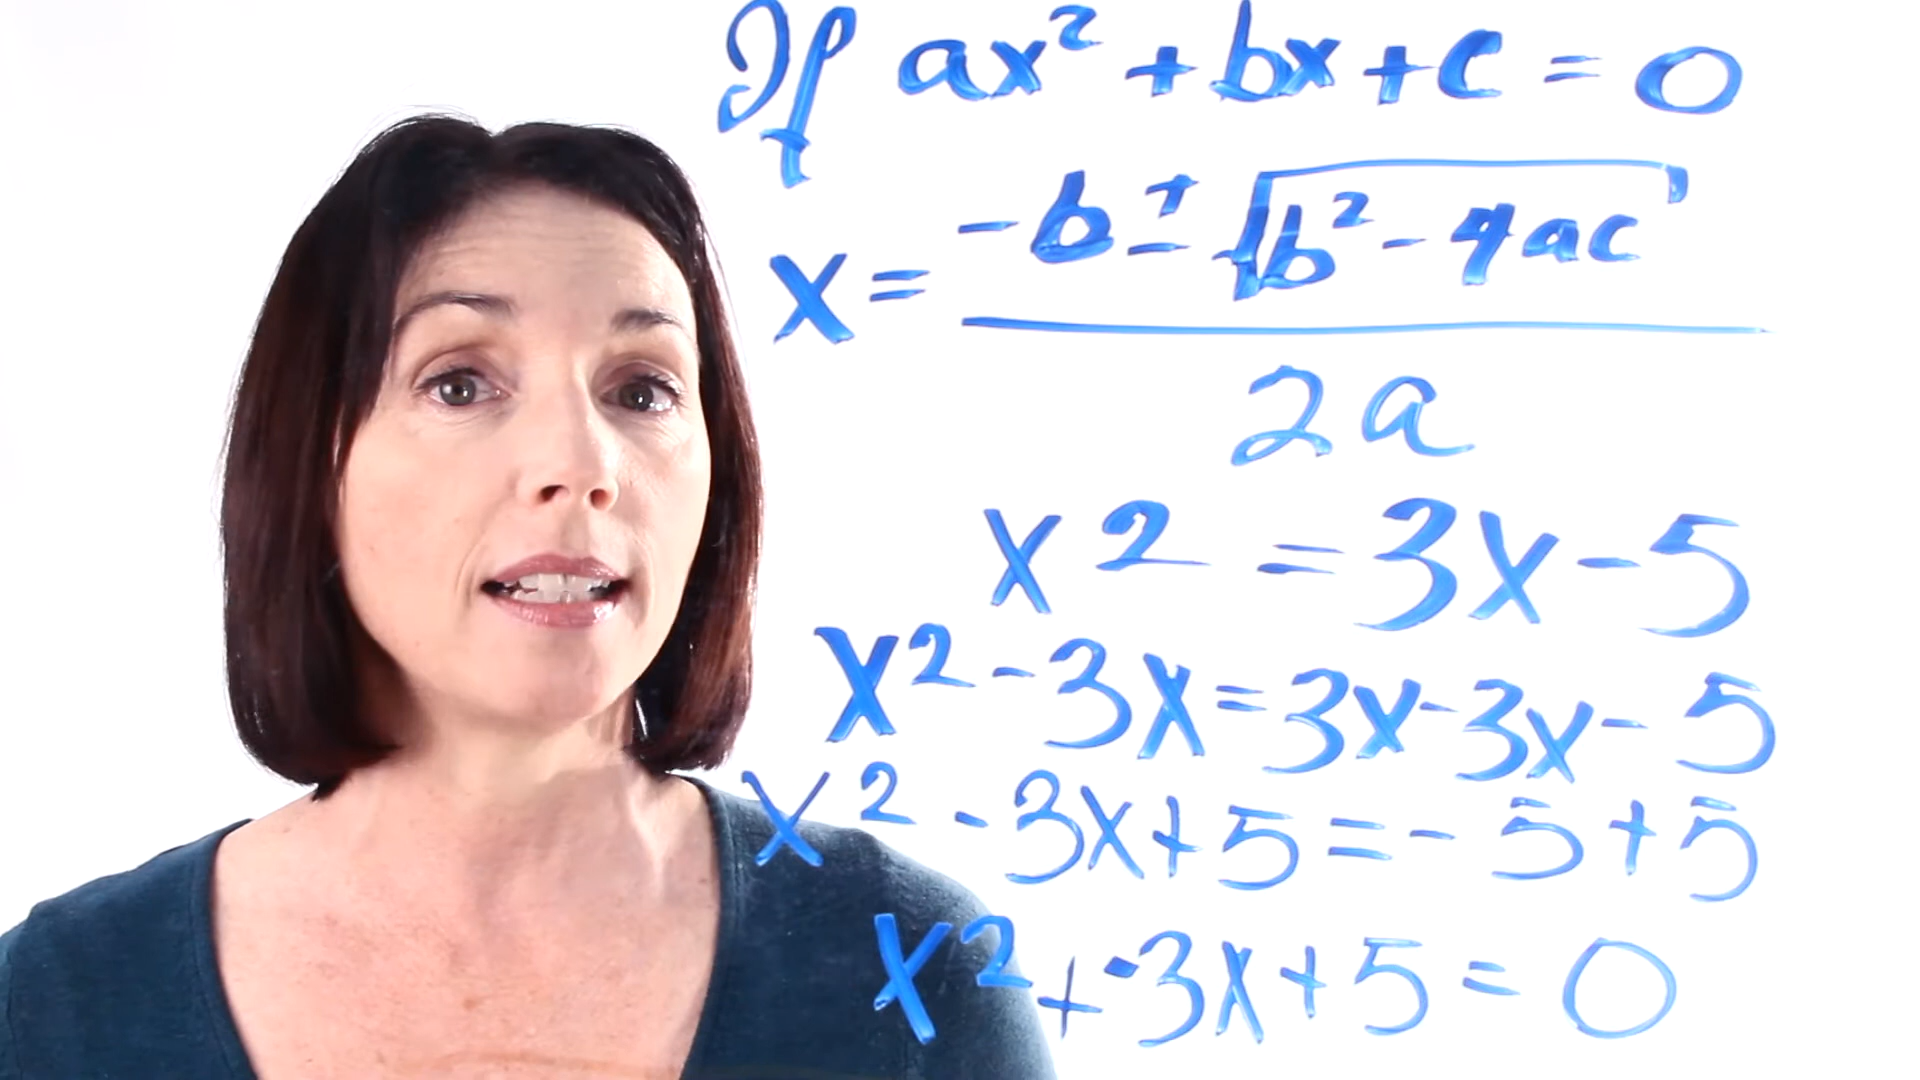 If ax² + bx + c = 0
x = -b ± √b² - 4ac
2a
x² = 3x - 5
x² - 3x = 3x - 3x - 5
x² - 3x + 5 = - 5 + 5
x² + -3x + 5 = 0